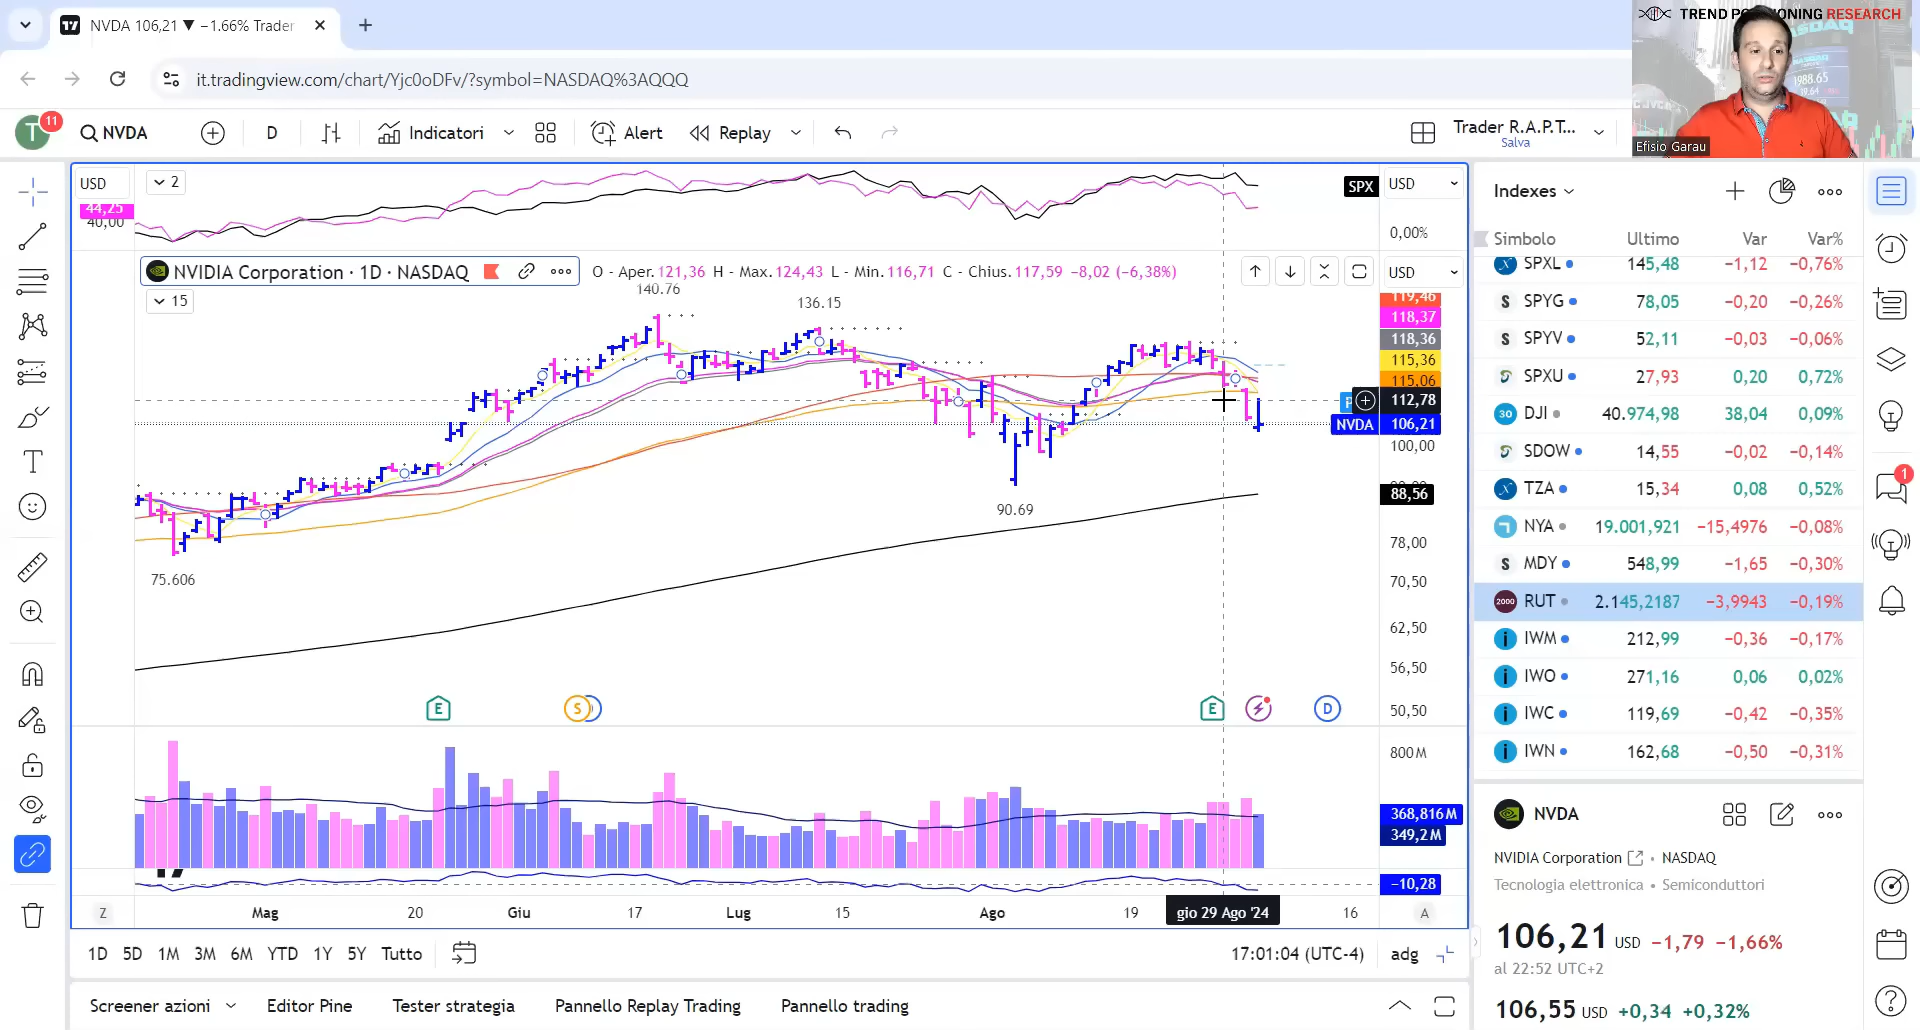 NVDA 106,21 ▼ −1.66% Trader
it.tradingview.com/chart/Yjc0oDFv/?symbol=NASDAQ%3AQQQ
TREND PO IONING RESEARCH
1988.65
Efisio Garau
T 11
NVDA
D
Indicatori
Alert
Replay
Trader R.A.P.T...
Salva
USD
2
44,25
40,00
SPX
USD
0,00%
NVIDIA Corporation · 1D · NASDAQ
O - Aper. 121,36 H - Max. 124,43 L - Min. 116,71 C - Chius. 117,59 −8,02 (−6,38%)
USD
15
140.76
136.15
90.69
75.606
119,46
118,37
118,36
115,36
115,06
112,78
NVDA 106,21
100,00
88,56
78,00
70,50
62,50
56,50
50,50
E
S
E
D
800M
368,816M
349,2M
−10,28
Z
Mag
20
Giu
17
Lug
15
Ago
19
gio 29 Ago '24
16
A
1D 5D 1M 3M 6M YTD 1Y 5Y Tutto
17:01:04 (UTC-4)
adg
Screener azioni
Editor Pine
Tester strategia
Pannello Replay Trading
Pannello trading
Indexes
Simbolo Ultimo Var Var%
SPXL 145,48 −1,12 −0,76%
S SPYG 78,05 −0,20 −0,26%
S SPYV 52,11 −0,03 −0,06%
SPXU 27,93 0,20 0,72%
30 DJI 40.974,98 38,04 0,09%
SDOW 14,55 −0,02 −0,14%
TZA 15,34 0,08 0,52%
NYA 19.001,921 −15,4976 −0,08%
S MDY 548,99 −1,65 −0,30%
2000 RUT 2.145,2187 −3,9943 −0,19%
i IWM 212,99 −0,36 −0,17%
i IWO 271,16 0,06 0,02%
i IWC 119,69 −0,42 −0,35%
i IWN 162,68 −0,50 −0,31%
NVDA
NVIDIA Corporation • NASDAQ
Tecnologia elettronica • Semiconduttori
106,21 USD −1,79 −1,66%
al 22:52 UTC+2
106,55 USD +0,34 +0,32%
1